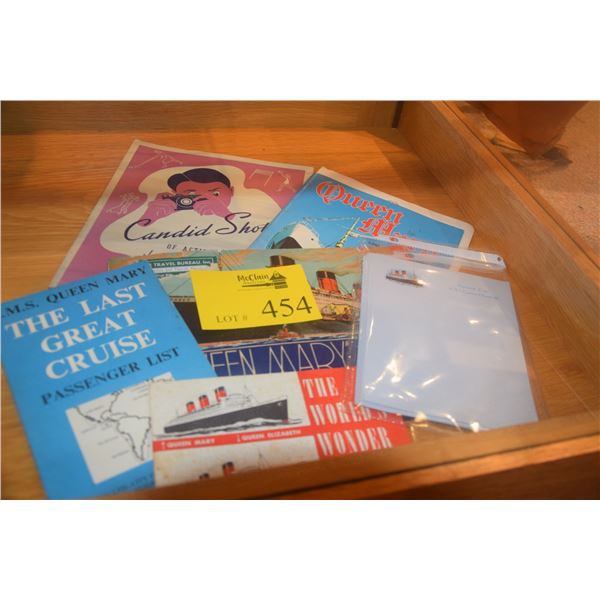 Candid Shot
OF
Queen
TRAVEL BUREAU, Inc
McClain
LOT # 454
QUEEN MARY
.M.S. QUEEN MARY
THE LAST
GREAT
CRUISE
PASSENGER LIST
THE
WORLD'S
WONDER
QUEEN MARY
QUEEN ELIZABETH